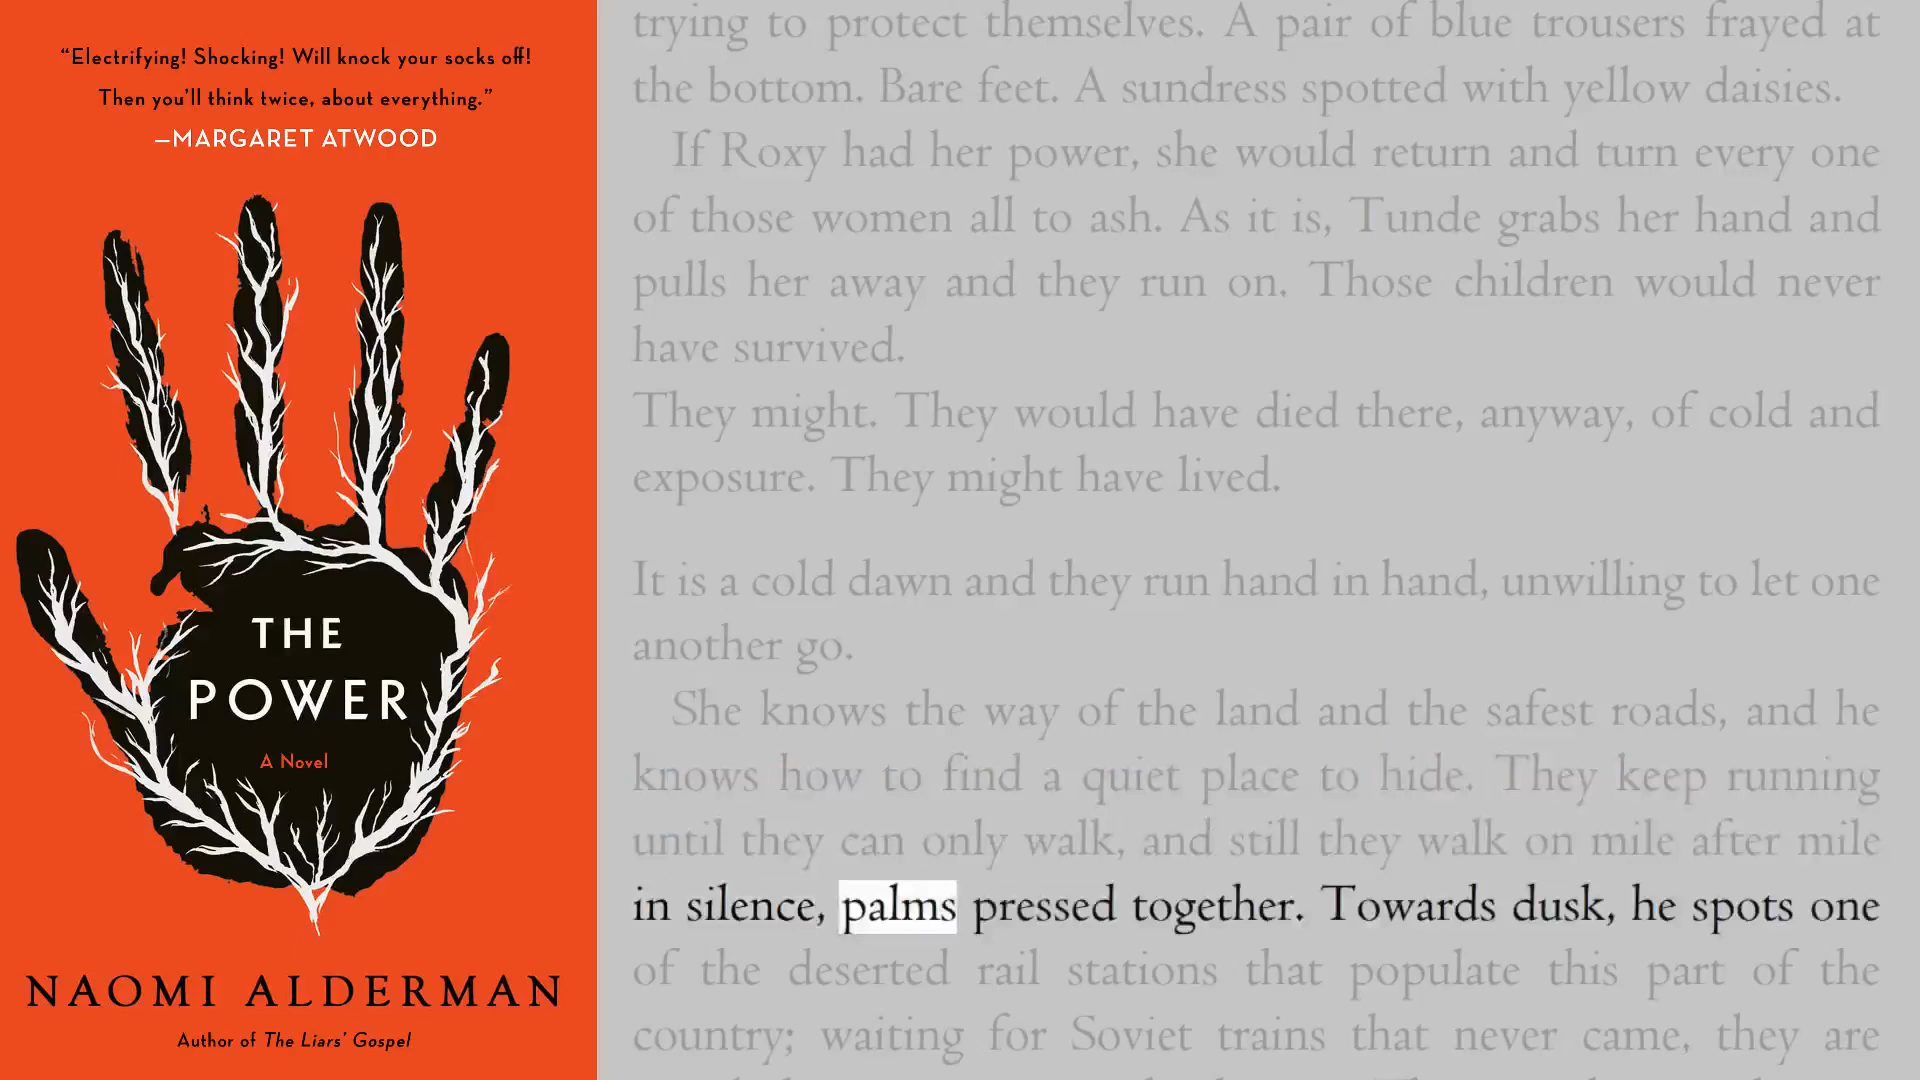 “Electrifying! Shocking! Will knock your socks off!
Then you’ll think twice, about everything.”
—MARGARET ATWOOD
THE
POWER
A Novel
NAOMI ALDERMAN
Author of The Liars’ Gospel
trying to protect themselves. A pair of blue trousers frayed at
the bottom. Bare feet. A sundress spotted with yellow daisies.
If Roxy had her power, she would return and turn every one
of those women all to ash. As it is, Tunde grabs her hand and
pulls her away and they run on. Those children would never
have survived.
They might. They would have died there, anyway, of cold and
exposure. They might have lived.
It is a cold dawn and they run hand in hand, unwilling to let one
another go.
She knows the way of the land and the safest roads, and he
knows how to find a quiet place to hide. They keep running
until they can only walk, and still they walk on mile after mile
in silence, palms pressed together. Towards dusk, he spots one
of the deserted rail stations that populate this part of the
country; waiting for Soviet trains that never came, they are